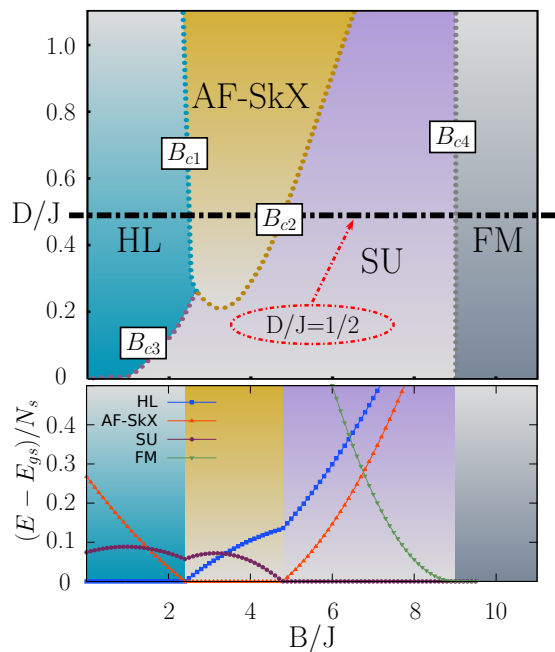 1.0
0.8
0.6
D/J
0.4
0.2
0
AF-SkX
B_{c1}
B_{c4}
B_{c2}
HL
SU
FM
B_{c3}
D/J=1/2
(E − E_{gs})/N_s
0.4
0.3
0.2
0.1
0
HL
AF-SkX
SU
FM
2 4 6 8 10
B/J